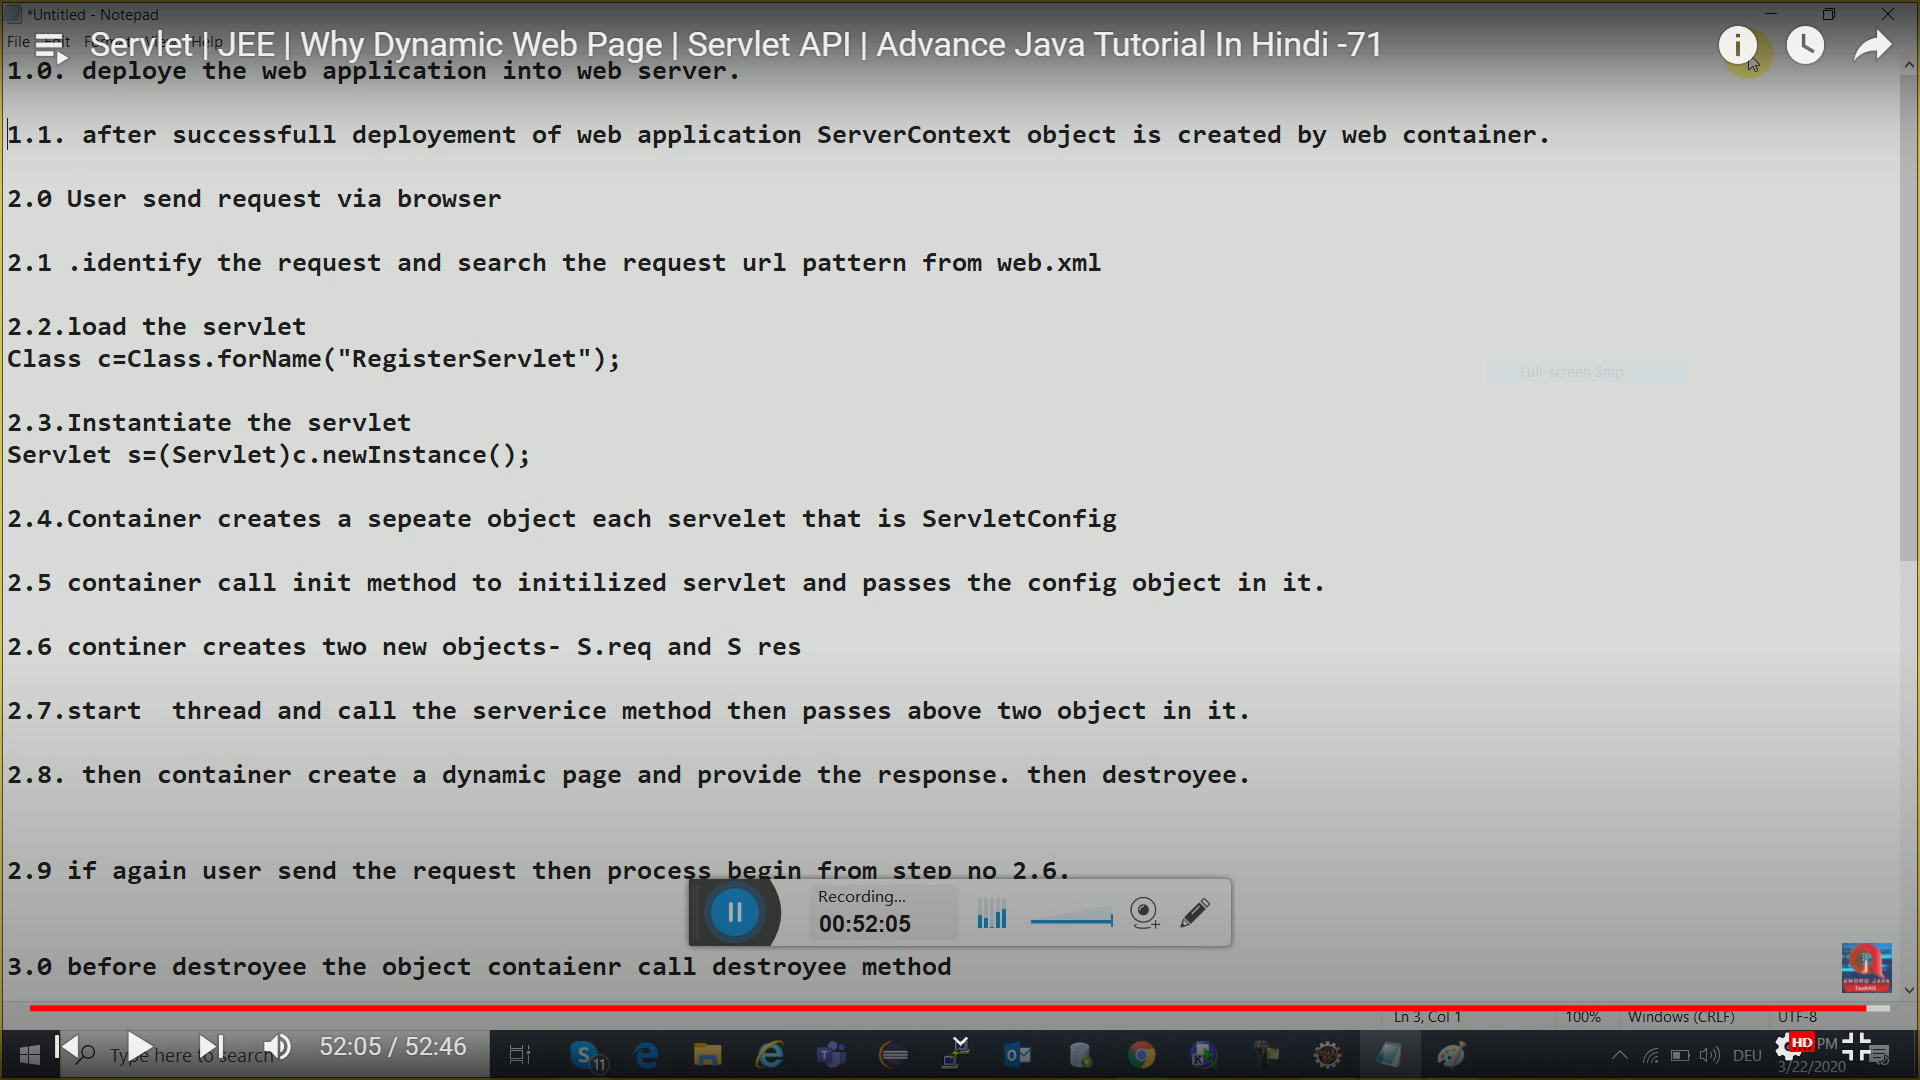 *Untitled - Notepad
Servlet | JEE | Why Dynamic Web Page | Servlet API | Advance Java Tutorial In Hindi -71
File Edit Format View Help
1.0. deploye the web application into web server.
1.1. after successfull deployement of web application ServerContext object is created by web container.
2.0 User send request via browser
2.1 .identify the request and search the request url pattern from web.xml
2.2.load the servlet
Class c=Class.forName("RegisterServlet");
Full-screen Snip
2.3.Instantiate the servlet
Servlet s=(Servlet)c.newInstance();
2.4.Container creates a sepeate object each servelet that is ServletConfig
2.5 container call init method to initilized servlet and passes the config object in it.
2.6 continer creates two new objects- S.req and S res
2.7.start  thread and call the serverice method then passes above two object in it.
2.8. then container create a dynamic page and provide the response. then destroyee.
2.9 if again user send the request then process begin from step no 2.6.
Recording...
00:52:05
3.0 before destroyee the object contaienr call destroyee method
ANDRO JAVA
Tech4U
Ln 3, Col 1
100%
Windows (CRLF)
UTF-8
Type here to search
52:05 / 52:46
11
DEU
HD
PM
3/22/2020
5